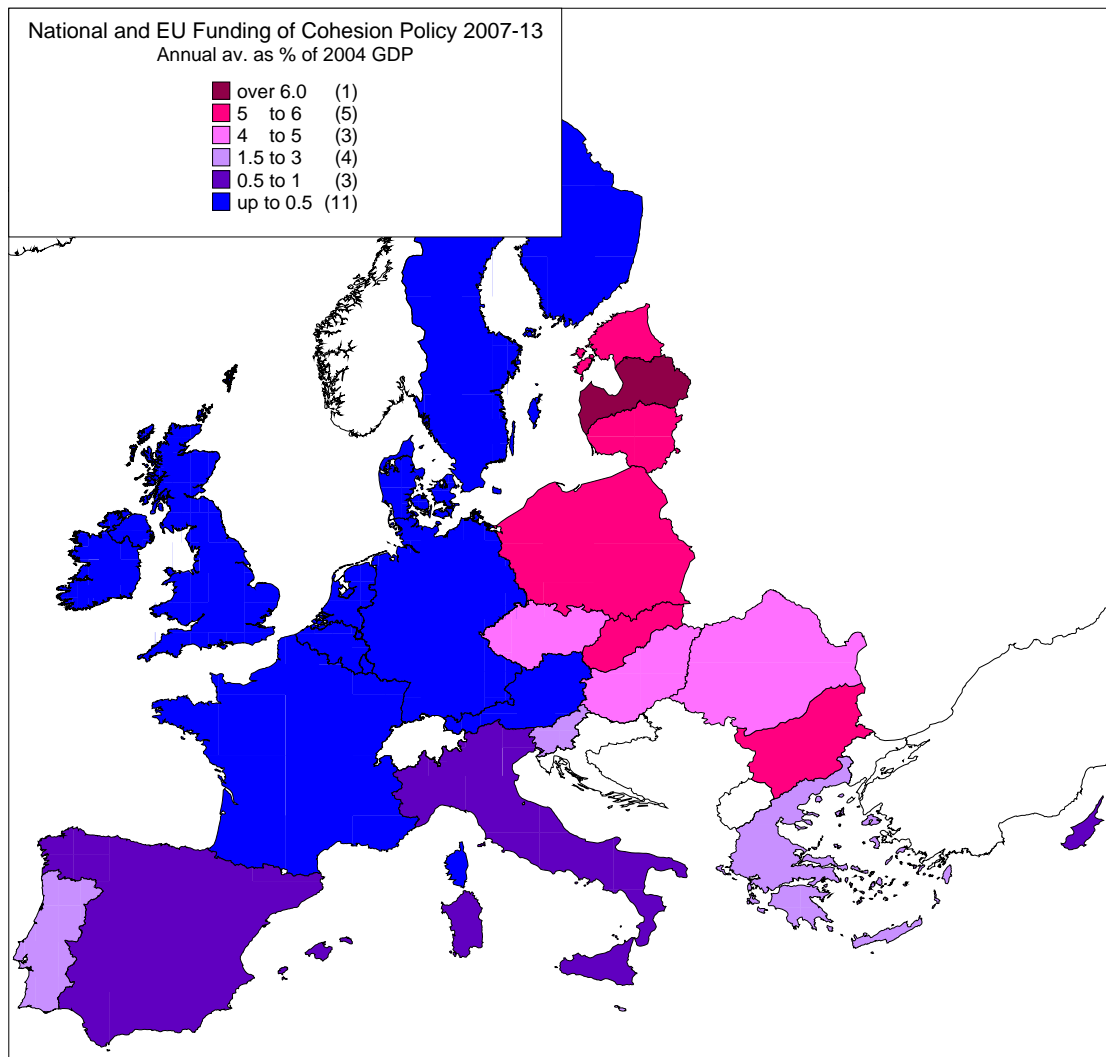 National and EU Funding of Cohesion Policy 2007-13
Annual av. as % of 2004 GDP
over 6.0 (1)
5 to 6 (5)
4 to 5 (3)
1.5 to 3 (4)
0.5 to 1 (3)
up to 0.5 (11)